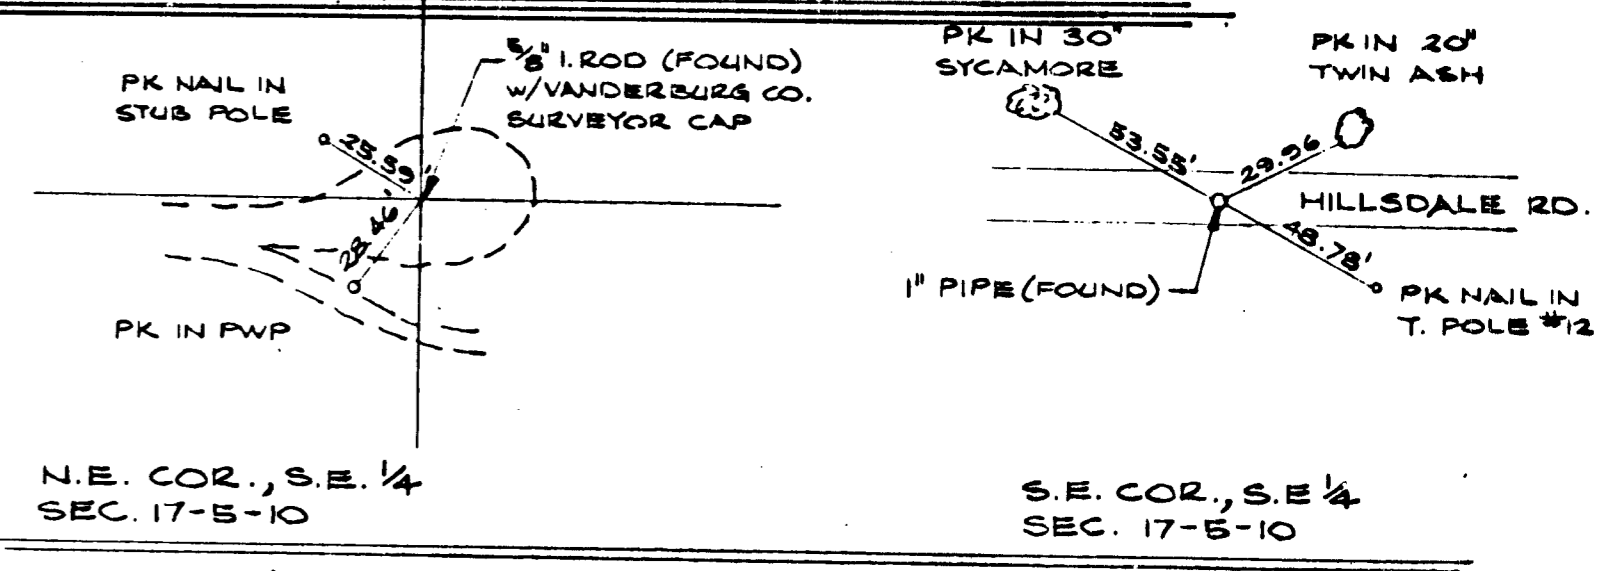 PK NAIL IN
STUB POLE
5/8" I. ROD (FOUND)
W/VANDERBURG CO.
SURVEYOR CAP
25.59'
28.46'
PK IN PWP
N.E. COR., S.E. 1/4
SEC. 17-5-10
PK IN 30"
SYCAMORE
PK IN 20"
TWIN ASH
53.55'
29.96
HILLSDALE RD.
48.78'
1" PIPE (FOUND)
PK NAIL IN
T. POLE #12
S.E. COR., S.E 1/4
SEC. 17-5-10